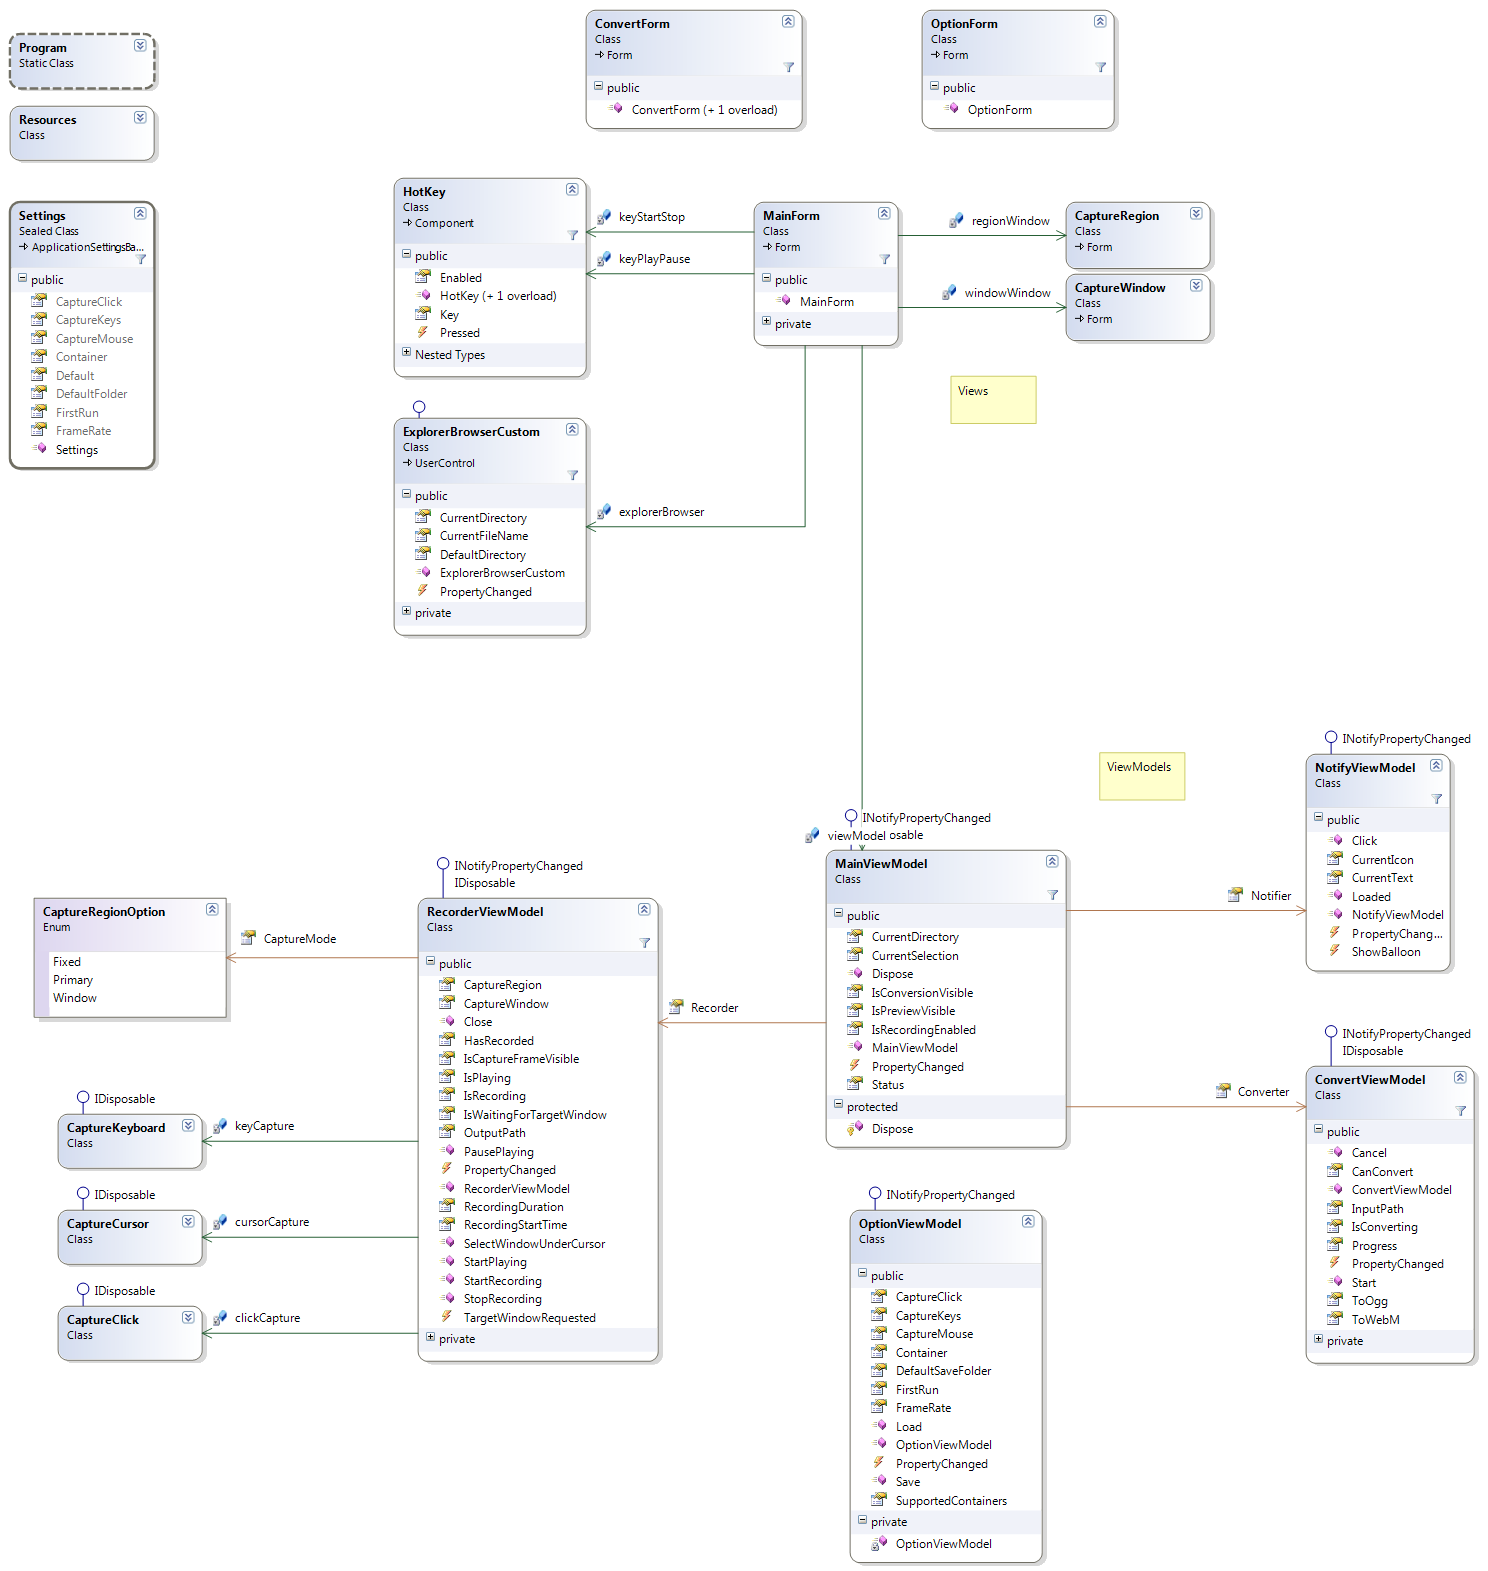 Program
Static Class
Resources
Class
Settings
Sealed Class
ApplicationSettingsBa...
public
CaptureClick
CaptureKeys
CaptureMouse
Container
Default
DefaultFolder
FirstRun
FrameRate
Settings
ConvertForm
Class
Form
public
ConvertForm (+ 1 overload)
OptionForm
Class
Form
public
OptionForm
HotKey
Class
Component
public
Enabled
HotKey (+ 1 overload)
Key
Pressed
Nested Types
keyStartStop
keyPlayPause
MainForm
Class
Form
public
MainForm
private
regionWindow
windowWindow
CaptureRegion
Class
Form
CaptureWindow
Class
Form
Views
ExplorerBrowserCustom
Class
UserControl
public
CurrentDirectory
CurrentFileName
DefaultDirectory
ExplorerBrowserCustom
PropertyChanged
private
explorerBrowser
ViewModels
INotifyPropertyChanged
NotifyViewModel
Class
public
Click
CurrentIcon
CurrentText
Loaded
NotifyViewModel
PropertyChang...
ShowBalloon
INotifyPropertyChanged
viewModel osable
MainViewModel
Class
public
CurrentDirectory
CurrentSelection
Dispose
IsConversionVisible
IsPreviewVisible
IsRecordingEnabled
MainViewModel
PropertyChanged
Status
protected
Dispose
Notifier
Recorder
Converter
INotifyPropertyChanged
IDisposable
RecorderViewModel
Class
public
CaptureRegion
CaptureWindow
Close
HasRecorded
IsCaptureFrameVisible
IsPlaying
IsRecording
IsWaitingForTargetWindow
OutputPath
PausePlaying
PropertyChanged
RecorderViewModel
RecordingDuration
RecordingStartTime
SelectWindowUnderCursor
StartPlaying
StartRecording
StopRecording
TargetWindowRequested
private
CaptureRegionOption
Enum
Fixed
Primary
Window
CaptureMode
IDisposable
CaptureKeyboard
Class
keyCapture
IDisposable
CaptureCursor
Class
cursorCapture
IDisposable
CaptureClick
Class
clickCapture
INotifyPropertyChanged
IDisposable
ConvertViewModel
Class
public
Cancel
CanConvert
ConvertViewModel
InputPath
IsConverting
Progress
PropertyChanged
Start
ToOgg
ToWebM
private
INotifyPropertyChanged
OptionViewModel
Class
public
CaptureClick
CaptureKeys
CaptureMouse
Container
DefaultSaveFolder
FirstRun
FrameRate
Load
OptionViewModel
PropertyChanged
Save
SupportedContainers
private
OptionViewModel